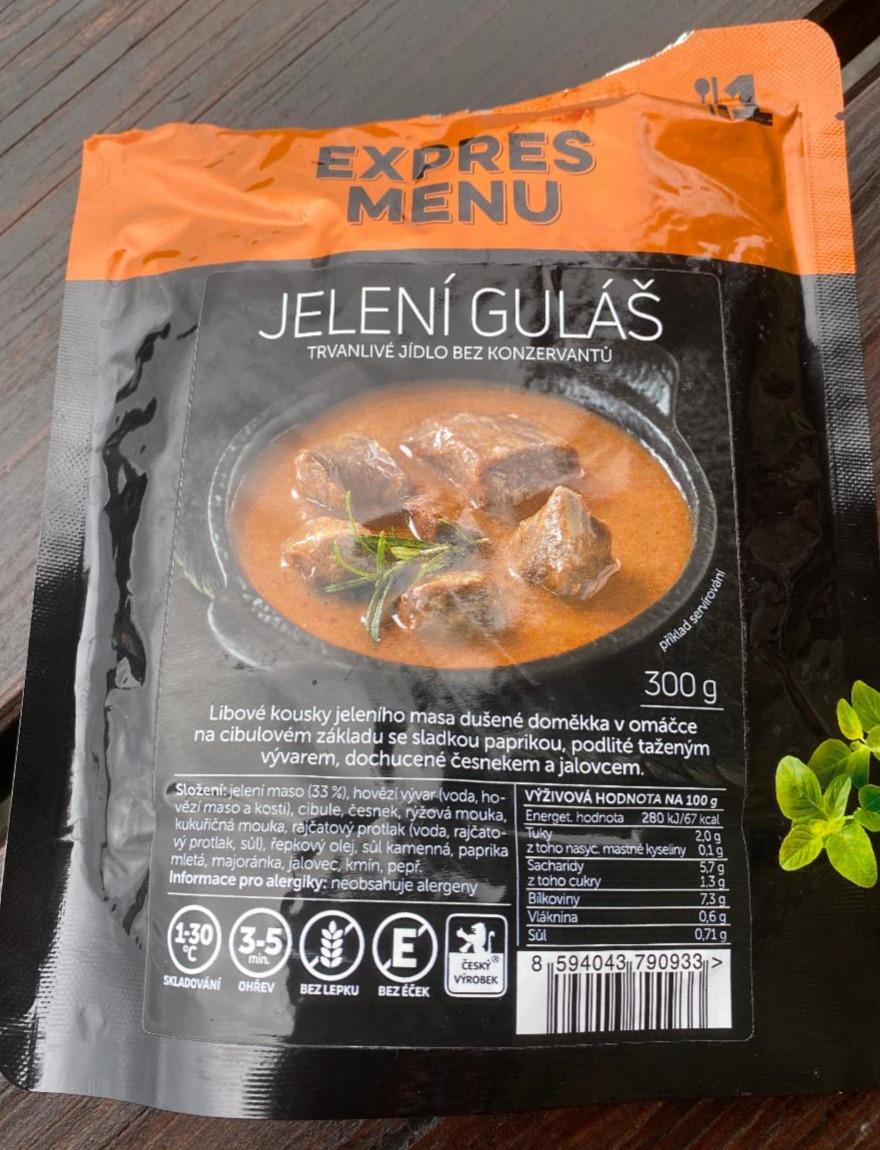 1
EXPRES
MENU
JELENÍ GULÁŠ
TRVANLIVÉ JÍDLO BEZ KONZERVANTŮ
příklad servírování
300 g
Libové kousky jeleního masa dušené doměkka v omáčce
na cibulovém základu se sladkou paprikou, podlité taženým
vývarem, dochucené česnekem a jalovcem.
Složení: jelení maso (33 %), hovězí vývar (voda, ho-
vězí maso a kosti), cibule, česnek, rýžová mouka,
kukuřičná mouka, rajčatový protlak (voda, rajčato-
vý protlak, sůl), řepkový olej, sůl kamenná, paprika
mletá, majoránka, jalovec, kmín, pepř.
Informace pro alergiky: neobsahuje alergeny
VÝŽIVOVÁ HODNOTA NA 100 g
Energet. hodnota 280 kJ/67 kcal
Tuky 2,0 g
z toho nasyc. mastné kyseliny 0,1 g
Sacharidy 5,7 g
z toho cukry 1,3 g
Bílkoviny 7,3 g
Vláknina 0,6 g
Sůl 0,71 g
1-30 °C
SKLADOVÁNÍ
3-5 min.
OHŘEV
BEZ LEPKU
E
BEZ ÉČEK
ČESKÝ®
VÝROBEK
8 594043 790933 >